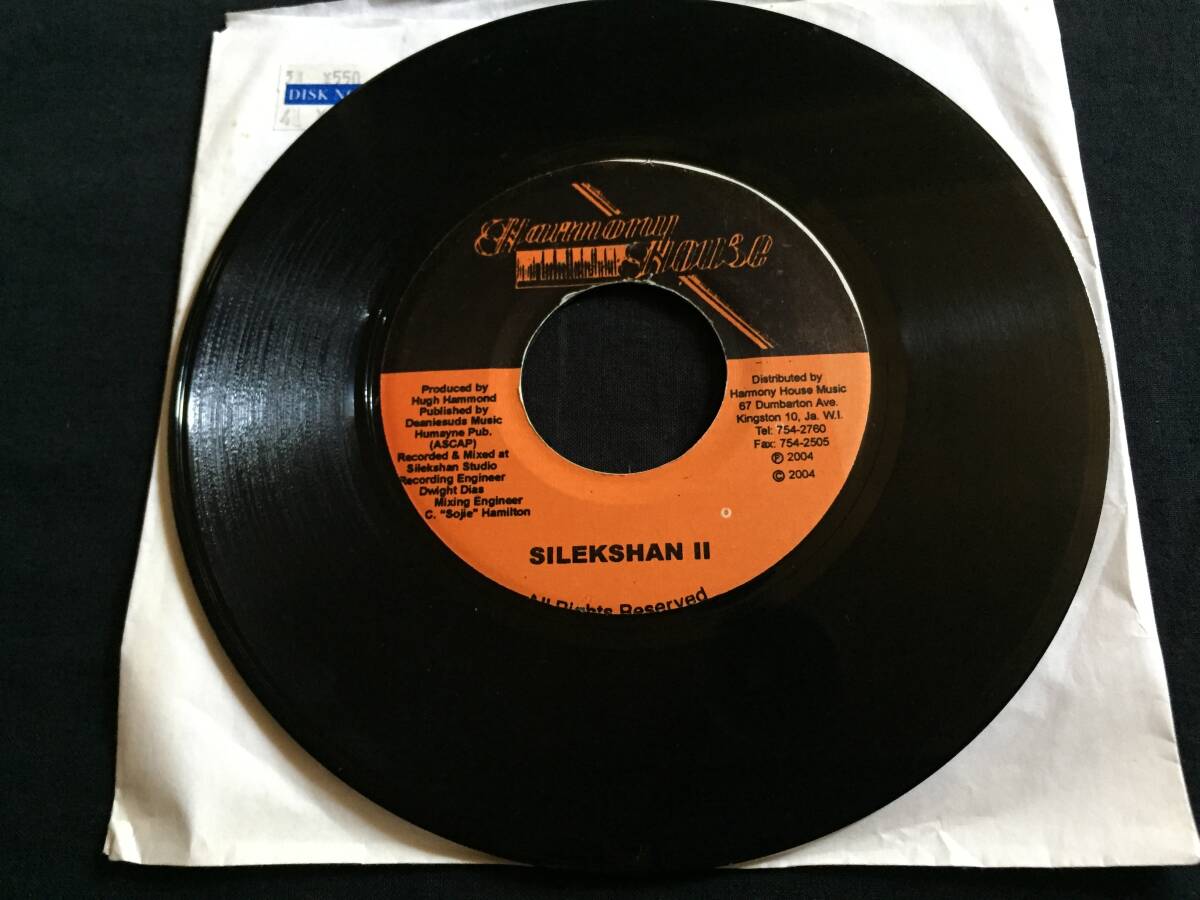 ¥550
DISK
Harmony
House
Produced by
Hugh Hammond
Published by
Deaniesuds Music
Humayne Pub.
(ASCAP)
Recorded & Mixed at
Silekshan Studio
Recording Engineer
Dwight Dias
Mixing Engineer
C. "Sojie" Hamilton
Distributed by
Harmony House Music
67 Dumbarton Ave.
Kingston 10, Ja. W.I.
Tel: 754-2760
Fax: 754-2505
℗ 2004
© 2004
SILEKSHAN II
All Rights Reserved